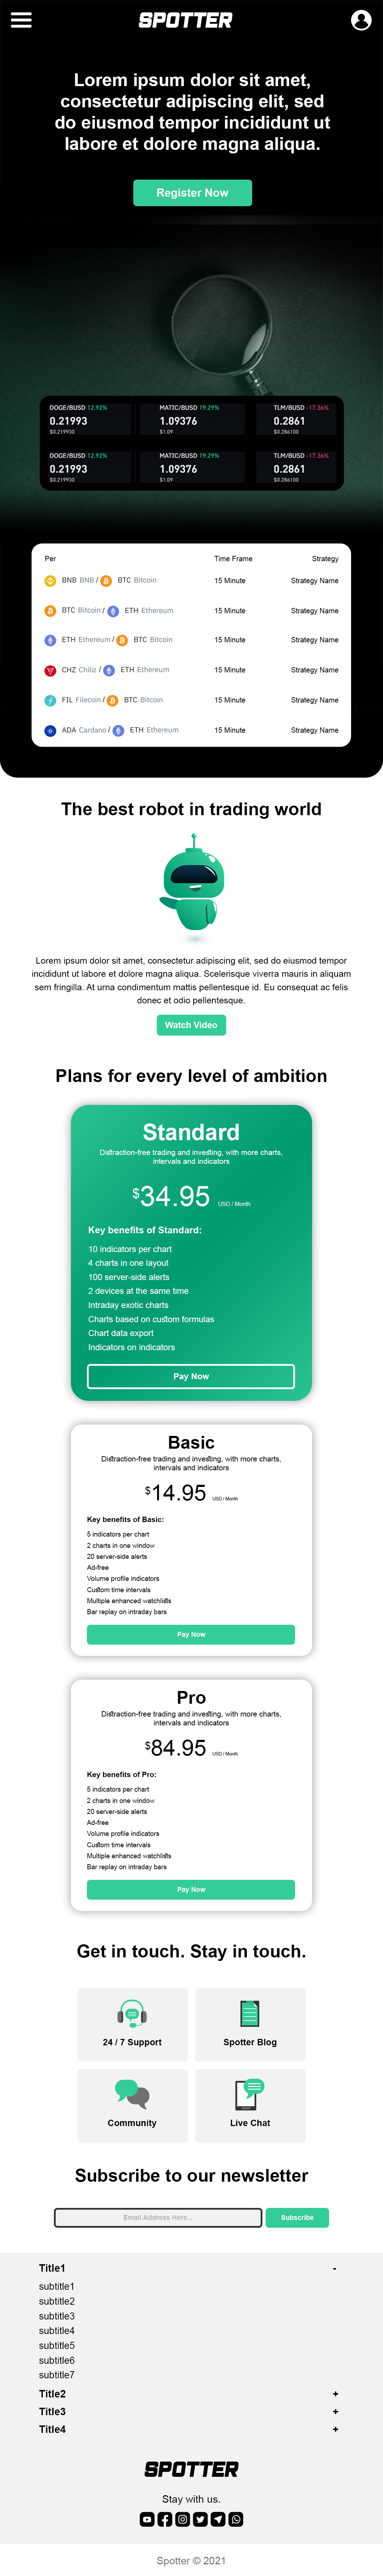 SPOTTER
Lorem ipsum dolor sit amet,
consectetur adipiscing elit, sed
do eiusmod tempor incididunt ut
labore et dolore magna aliqua.
Register Now
DOGE/BUSD 12.92% MATIC/BUSD 19.29% TLM/BUSD -17.36%
0.21993 1.09376 0.2861
$0.219930 $1.09 $0.286100
DOGE/BUSD 12.92% MATIC/BUSD 19.29% TLM/BUSD -17.36%
0.21993 1.09376 0.2861
$0.219930 $1.09 $0.286100
Per Time Frame Strategy
BNB BNB / BTC Bitcoin 15 Minute Strategy Name
BTC Bitcoin / ETH Ethereum 15 Minute Strategy Name
ETH Ethereum / BTC Bitcoin 15 Minute Strategy Name
CHZ Chiliz / ETH Ethereum 15 Minute Strategy Name
FIL Filecoin / BTC Bitcoin 15 Minute Strategy Name
ADA Cardano / ETH Ethereum 15 Minute Strategy Name
The best robot in trading world
Lorem ipsum dolor sit amet, consectetur adipiscing elit, sed do eiusmod tempor
incididunt ut labore et dolore magna aliqua. Scelerisque viverra mauris in aliquam
sem fringilla. At urna condimentum mattis pellentesque id. Eu consequat ac felis
donec et odio pellentesque.
Watch Video
Plans for every level of ambition
Standard
Distraction-free trading and investing, with more charts,
intervals and indicators
$34.95 USD / Month
Key benefits of Standard:
10 indicators per chart
4 charts in one layout
100 server-side alerts
2 devices at the same time
Intraday exotic charts
Charts based on custom formulas
Chart data export
Indicators on indicators
Pay Now
Basic
Distraction-free trading and investing, with more charts,
intervals and indicators
$14.95 USD / Month
Key benefits of Basic:
5 indicators per chart
2 charts in one window
20 server-side alerts
Ad-free
Volume profile indicators
Custom time intervals
Multiple enhanced watchlists
Bar replay on intraday bars
Pay Now
Pro
Distraction-free trading and investing, with more charts,
intervals and indicators
$84.95 USD / Month
Key benefits of Pro:
5 indicators per chart
2 charts in one window
20 server-side alerts
Ad-free
Volume profile indicators
Custom time intervals
Multiple enhanced watchlists
Bar replay on intraday bars
Pay Now
Get in touch. Stay in touch.
24 / 7 Support Spotter Blog
Community Live Chat
Subscribe to our newsletter
Email Address Here... Subscribe
Title1 -
subtitle1
subtitle2
subtitle3
subtitle4
subtitle5
subtitle6
subtitle7
Title2 +
Title3 +
Title4 +
SPOTTER
Stay with us.
Spotter © 2021